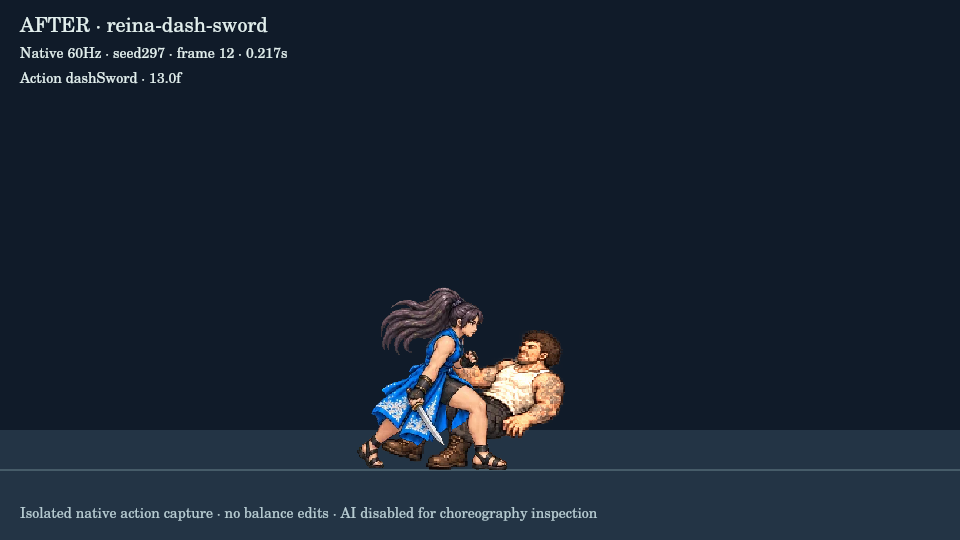 AFTER · reina-dash-sword
Native 60Hz · seed297 · frame 12 · 0.217s
Action dashSword · 13.0f
Isolated native action capture · no balance edits · AI disabled for choreography inspection